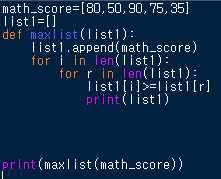 math_score=[80,50,90,75,35]
list1=[]
def maxlist(list1):
    list1.append(math_score)
    for i in len(list1):
        for r in len(list1):
            list1[i]>=list1[r]
            print(list1)
print(maxlist(math_score))